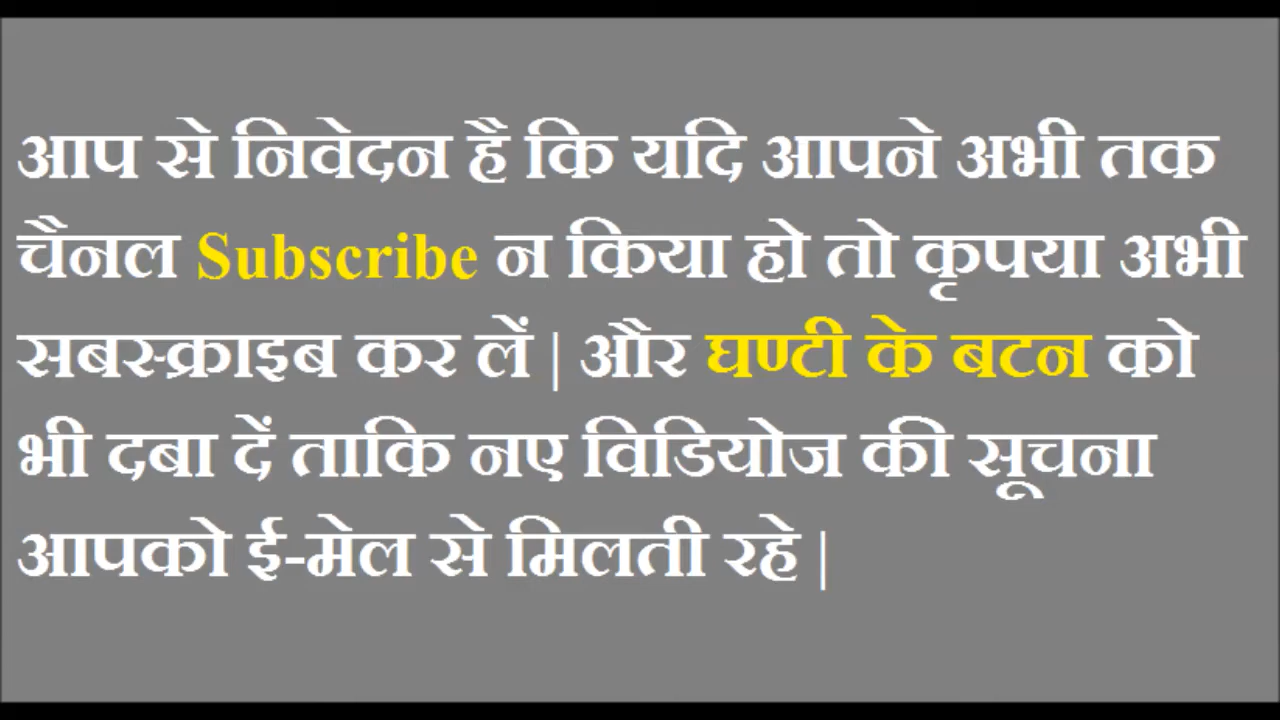 आप से निवेदन है कि यदि आपने अभी तक
चैनल Subscribe न किया हो तो कृपया अभी
सबस्क्राइब कर लें | और घण्टी के बटन को
भी दबा दें ताकि नए विडियोज की सूचना
आपको ई-मेल से मिलती रहे |